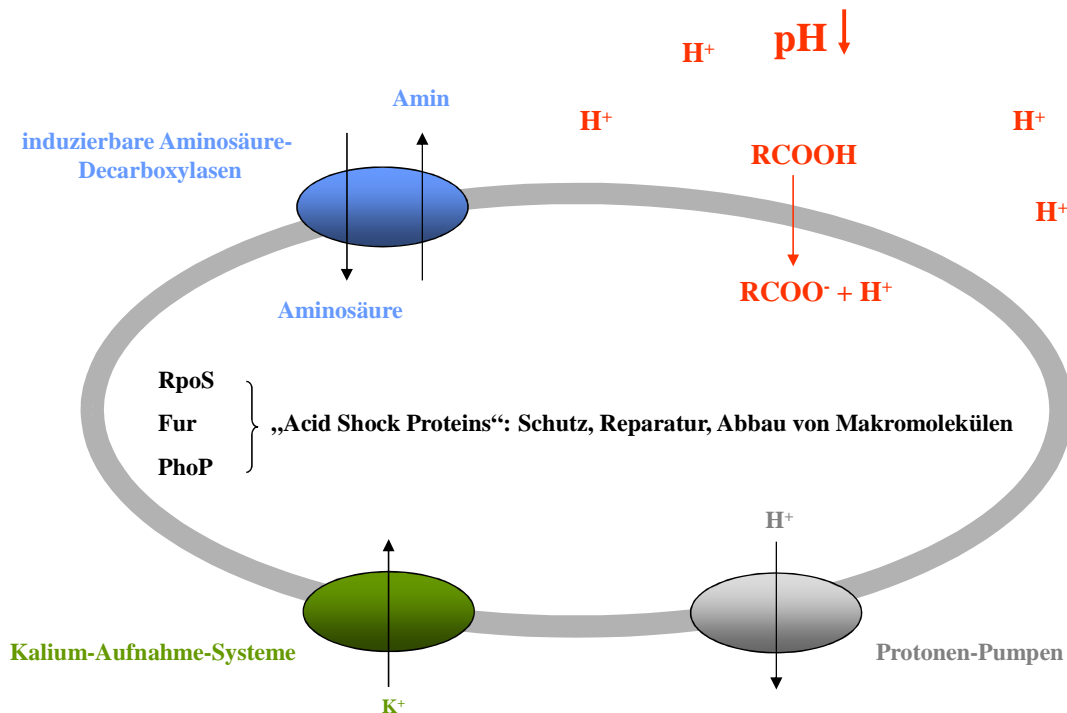 pH
H⁺
Amin
H⁺
H⁺
induzierbare Aminosäure-
Decarboxylasen
RCOOH
H⁺
RCOO⁻ + H⁺
Aminosäure
RpoS
Fur
PhoP
„Acid Shock Proteins“: Schutz, Reparatur, Abbau von Makromolekülen
H⁺
Kalium-Aufnahme-Systeme
Protonen-Pumpen
K⁺